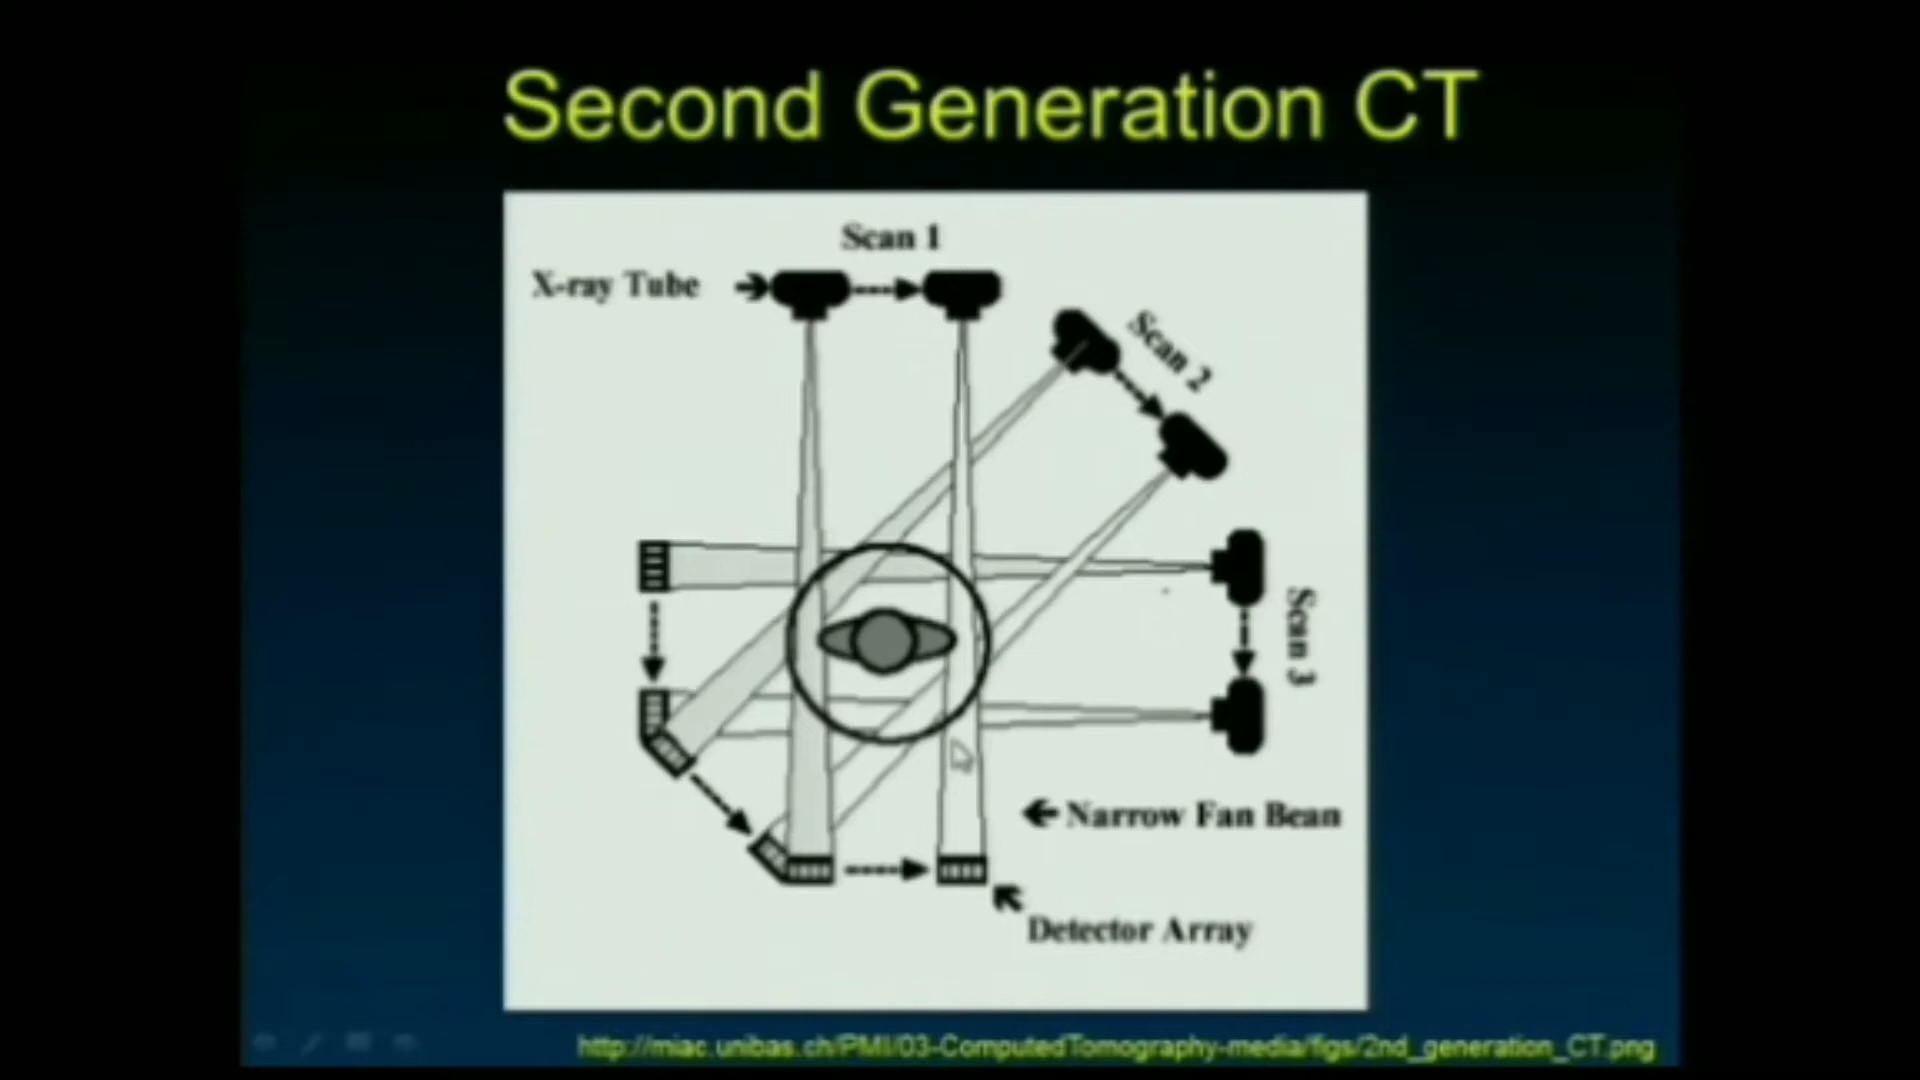 Second Generation CT
Scan 1
X-ray Tube
Scan 2
Scan 3
Narrow Fan Bean
Detector Array
http://miac.unibas.ch/PMI/03-ComputedTomography-media/figs/2nd_generation_CT.png